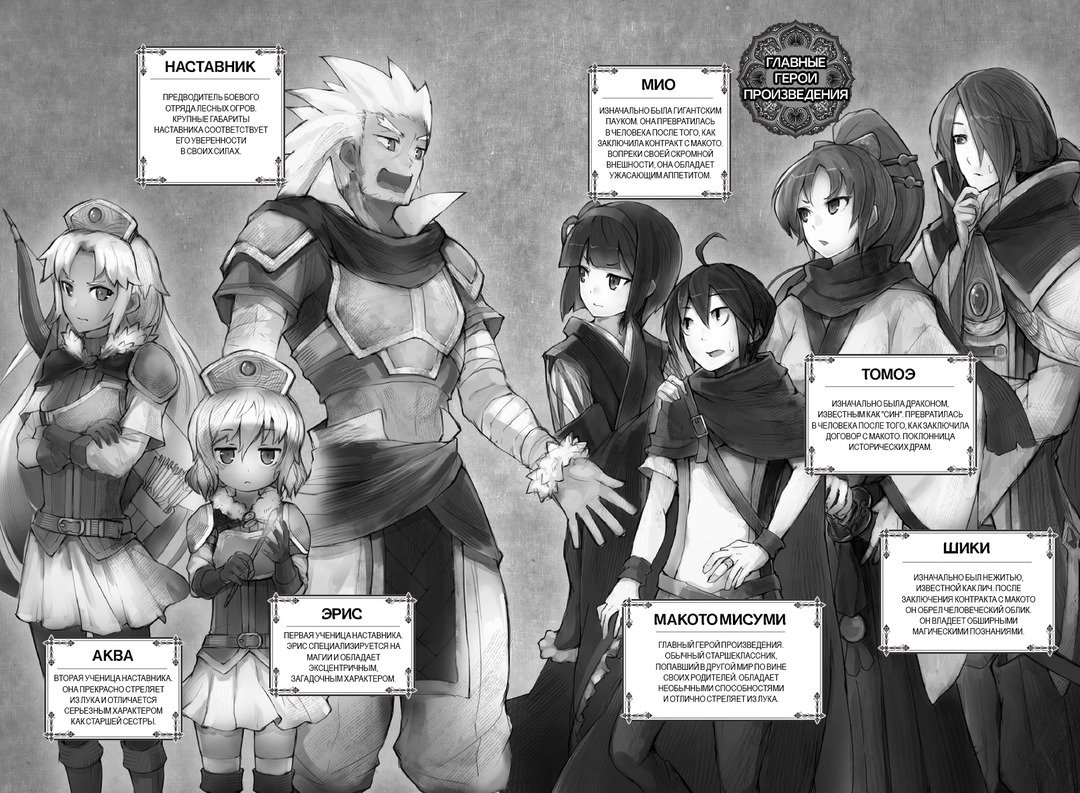 ГЛАВНЫЕ
ГЕРОИ
ПРОИЗВЕДЕНИЯ
НАСТАВНИК
ПРЕДВОДИТЕЛЬ БОЕВОГО
ОТРЯДА ЛЕСНЫХ ОГРОВ.
КРУПНЫЕ ГАБАРИТЫ
НАСТАВНИКА СООТВЕТСТВУЕТ
ЕГО УВЕРЕННОСТИ
В СВОИХ СИЛАХ.
МИО
ИЗНАЧАЛЬНО БЫЛА ГИГАНТСКИМ
ПАУКОМ. ОНА ПРЕВРАТИЛАСЬ
В ЧЕЛОВЕКА ПОСЛЕ ТОГО, КАК
ЗАКЛЮЧИЛА КОНТРАКТ С МАКОТО.
ВОПРЕКИ СВОЕЙ СКРОМНОЙ
ВНЕШНОСТИ, ОНА ОБЛАДАЕТ
УЖАСАЮЩИМ АППЕТИТОМ.
ТОМОЭ
ИЗНАЧАЛЬНО БЫЛА ДРАКОНОМ,
ИЗВЕСТНЫМ КАК "СИН". ПРЕВРАТИЛАСЬ
В ЧЕЛОВЕКА ПОСЛЕ ТОГО, КАК ЗАКЛЮЧИЛА
ДОГОВОР С МАКОТО. ПОКЛОННИЦА
ИСТОРИЧЕСКИХ ДРАМ.
ШИКИ
ИЗНАЧАЛЬНО БЫЛ НЕЖИТЬЮ,
ИЗВЕСТНОЙ КАК ЛИЧ. ПОСЛЕ
ЗАКЛЮЧЕНИЯ КОНТРАКТА С МАКОТО
ОН ОБРЕЛ ЧЕЛОВЕЧЕСКИЙ ОБЛИК.
ОН ВЛАДЕЕТ ОБШИРНЫМИ
МАГИЧЕСКИМИ ПОЗНАНИЯМИ.
ЭРИС
ПЕРВАЯ УЧЕНИЦА НАСТАВНИКА.
ЭРИС СПЕЦИАЛИЗИРУЕТСЯ НА
МАГИИ И ОБЛАДАЕТ
ЭКСЦЕНТРИЧНЫМ,
ЗАГАДОЧНЫМ ХАРАКТЕРОМ.
МАКОТО МИСУМИ
ГЛАВНЫЙ ГЕРОЙ ПРОИЗВЕДЕНИЯ.
ОБЫЧНЫЙ СТАРШЕКЛАССНИК,
ПОПАВШИЙ В ДРУГОЙ МИР ПО ВИНЕ
СВОИХ РОДИТЕЛЕЙ. ОБЛАДАЕТ
НЕОБЫЧНЫМИ СПОСОБНОСТЯМИ
И ОТЛИЧНО СТРЕЛЯЕТ ИЗ ЛУКА.
АКВА
ВТОРАЯ УЧЕНИЦА НАСТАВНИКА.
ОНА ПРЕКРАСНО СТРЕЛЯЕТ
ИЗ ЛУКА И ОТЛИЧАЕТСЯ
СЕРЬЕЗНЫМ ХАРАКТЕРОМ
КАК СТАРШЕЙ СЕСТРЫ.